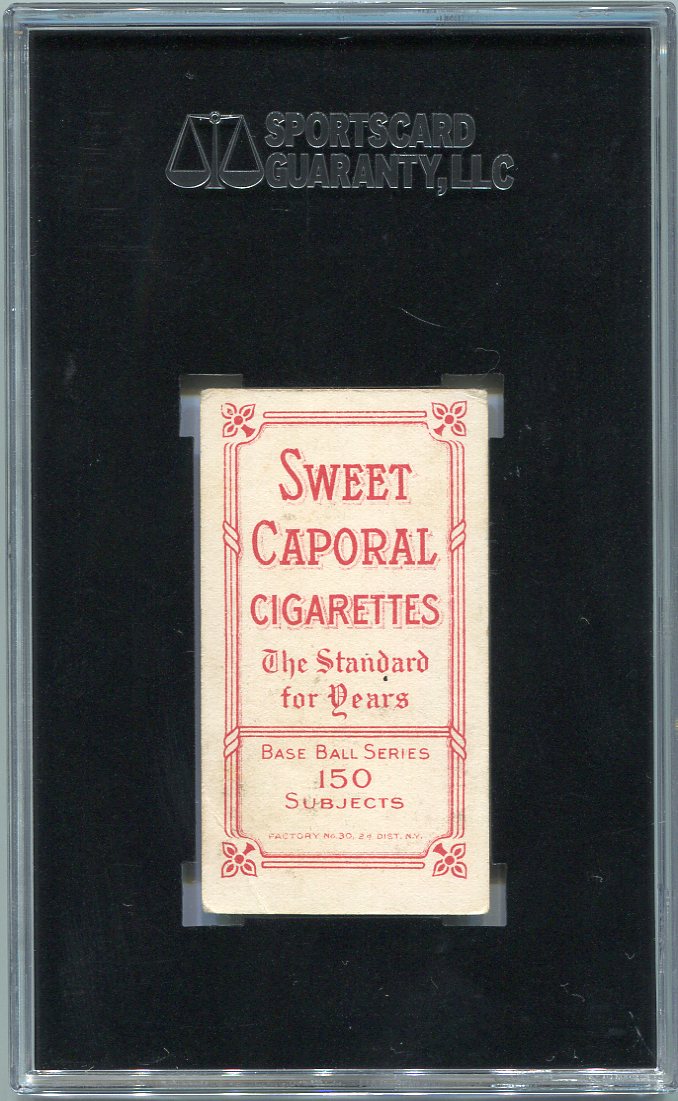 SPORTSCARD
GUARANTY, LLC
SWEET
CAPORAL
CIGARETTES
The Standard
for Years
BASE BALL SERIES
150
SUBJECTS
FACTORY No. 30, 2d DIST. N.Y.